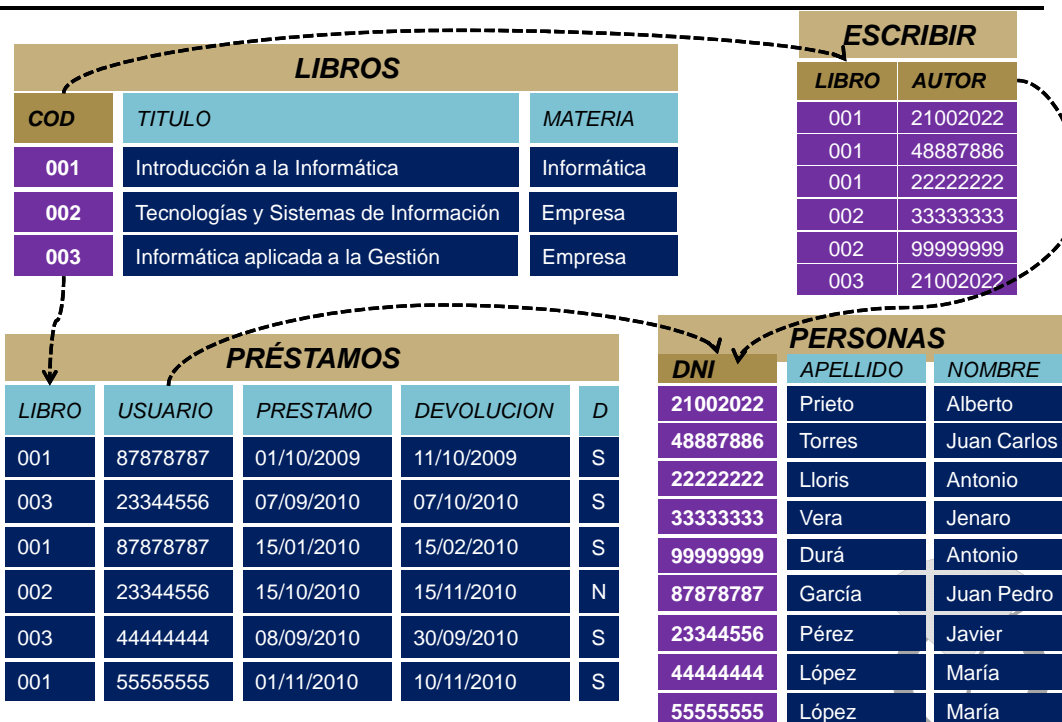 LIBROS
COD TITULO MATERIA
001 Introducción a la Informática Informática
002 Tecnologías y Sistemas de Información Empresa
003 Informática aplicada a la Gestión Empresa
ESCRIBIR
LIBRO AUTOR
001 21002022
001 48887886
001 22222222
002 33333333
002 99999999
003 21002022
PRÉSTAMOS
LIBRO USUARIO PRESTAMO DEVOLUCION D
001 87878787 01/10/2009 11/10/2009 S
003 23344556 07/09/2010 07/10/2010 S
001 87878787 15/01/2010 15/02/2010 S
002 23344556 15/10/2010 15/11/2010 N
003 44444444 08/09/2010 30/09/2010 S
001 55555555 01/11/2010 10/11/2010 S
PERSONAS
DNI APELLIDO NOMBRE
21002022 Prieto Alberto
48887886 Torres Juan Carlos
22222222 Lloris Antonio
33333333 Vera Jenaro
99999999 Durá Antonio
87878787 García Juan Pedro
23344556 Pérez Javier
44444444 López María
55555555 López María